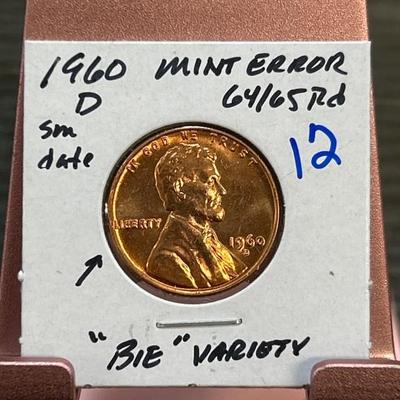 1960 MINT ERROR
D 64/65 Rd
sm
date
12
IN GOD WE TRUST
LIBERTY
1960
D
"BIE" VARIETY